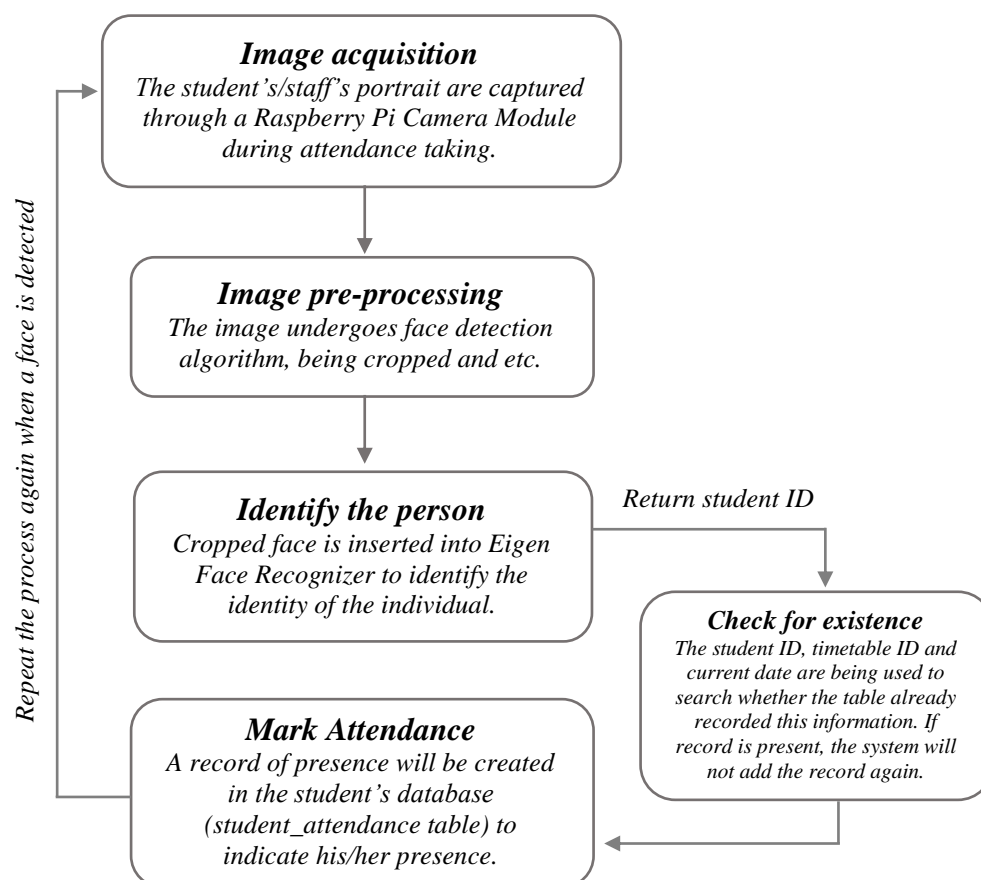 Image acquisition
The student's/staff's portrait are captured
through a Raspberry Pi Camera Module
during attendance taking.
Repeat the process again when a face is detected
Image pre-processing
The image undergoes face detection
algorithm, being cropped and etc.
Identify the person
Cropped face is inserted into Eigen
Face Recognizer to identify the
identity of the individual.
Return student ID
Check for existence
The student ID, timetable ID and
current date are being used to
search whether the table already
recorded this information. If
record is present, the system will
not add the record again.
Mark Attendance
A record of presence will be created
in the student's database
(student_attendance table) to
indicate his/her presence.